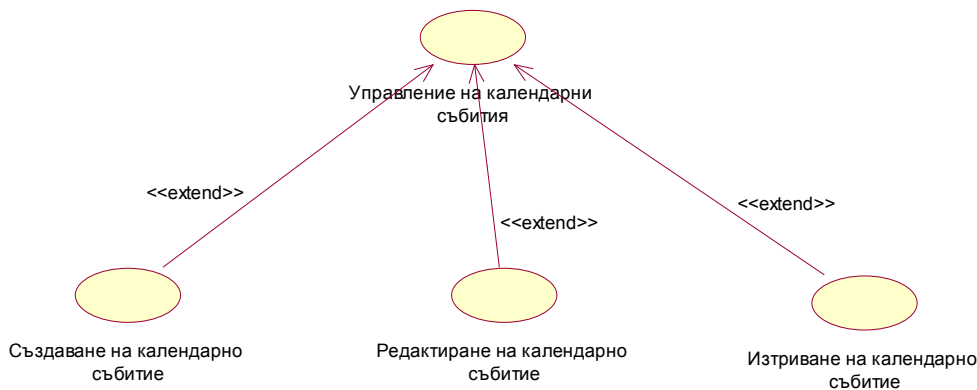 Управление на календарни
събития
<<extend>>
<<extend>>
<<extend>>
Създаване на календарно
събитие
Редактиране на календарно
събитие
Изтриване на календарно
събитие